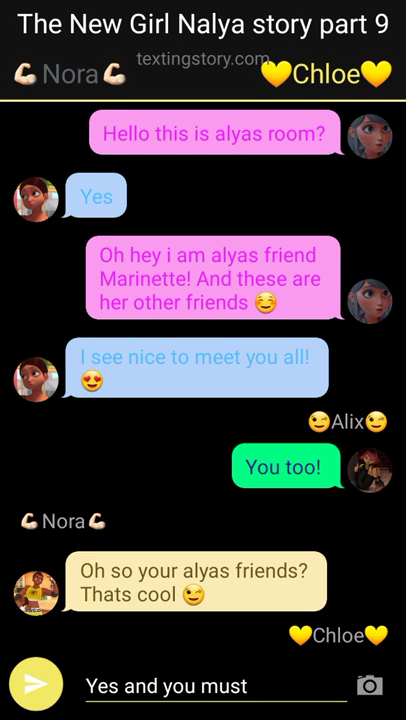 The New Girl Nalya story part 9
textingstory.com
💪🏻Nora💪🏻
💛Chloe💛
Hello this is alyas room?
Yes
Oh hey i am alyas friend
Marinette! And these are
her other friends ☺️
I see nice to meet you all!
😍
😉Alix😉
You too!
💪🏻Nora💪🏻
Oh so your alyas friends?
Thats cool 😉
💛Chloe💛
Yes and you must